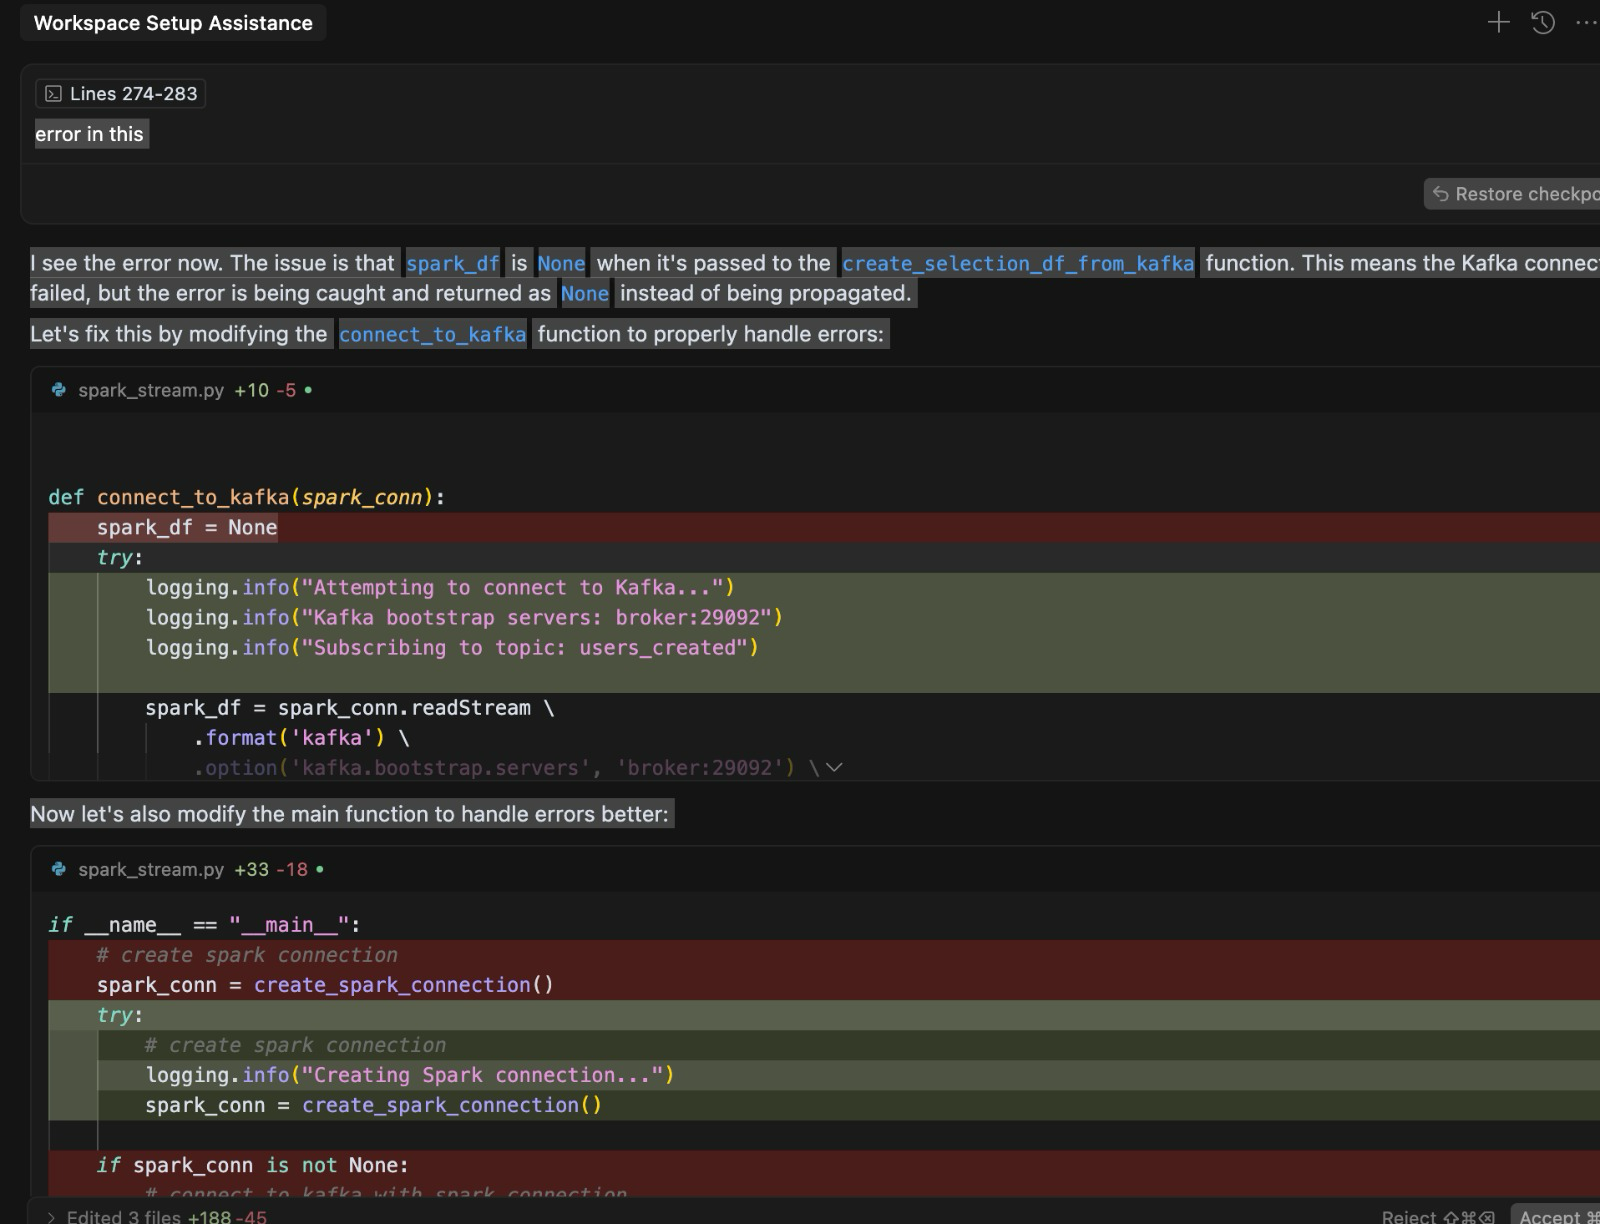 Workspace Setup Assistance
Lines 274-283
error in this
Restore checkpo
I see the error now. The issue is that spark_df is None when it's passed to the create_selection_df_from_kafka function. This means the Kafka connec
failed, but the error is being caught and returned as None instead of being propagated.
Let's fix this by modifying the connect_to_kafka function to properly handle errors:
spark_stream.py +10 -5
def connect_to_kafka(spark_conn):
    spark_df = None
    try:
        logging.info("Attempting to connect to Kafka...")
        logging.info("Kafka bootstrap servers: broker:29092")
        logging.info("Subscribing to topic: users_created")
        spark_df = spark_conn.readStream \
            .format('kafka') \
            .option('kafka.bootstrap.servers', 'broker:29092') \
Now let's also modify the main function to handle errors better:
spark_stream.py +33 -18
if __name__ == "__main__":
    # create spark connection
    spark_conn = create_spark_connection()
    try:
        # create spark connection
        logging.info("Creating Spark connection...")
        spark_conn = create_spark_connection()
    if spark_conn is not None:
        # connect to kafka with spark connection
Edited 3 files +188 -45
Reject ⇧⌘⌫ Accept ⌘